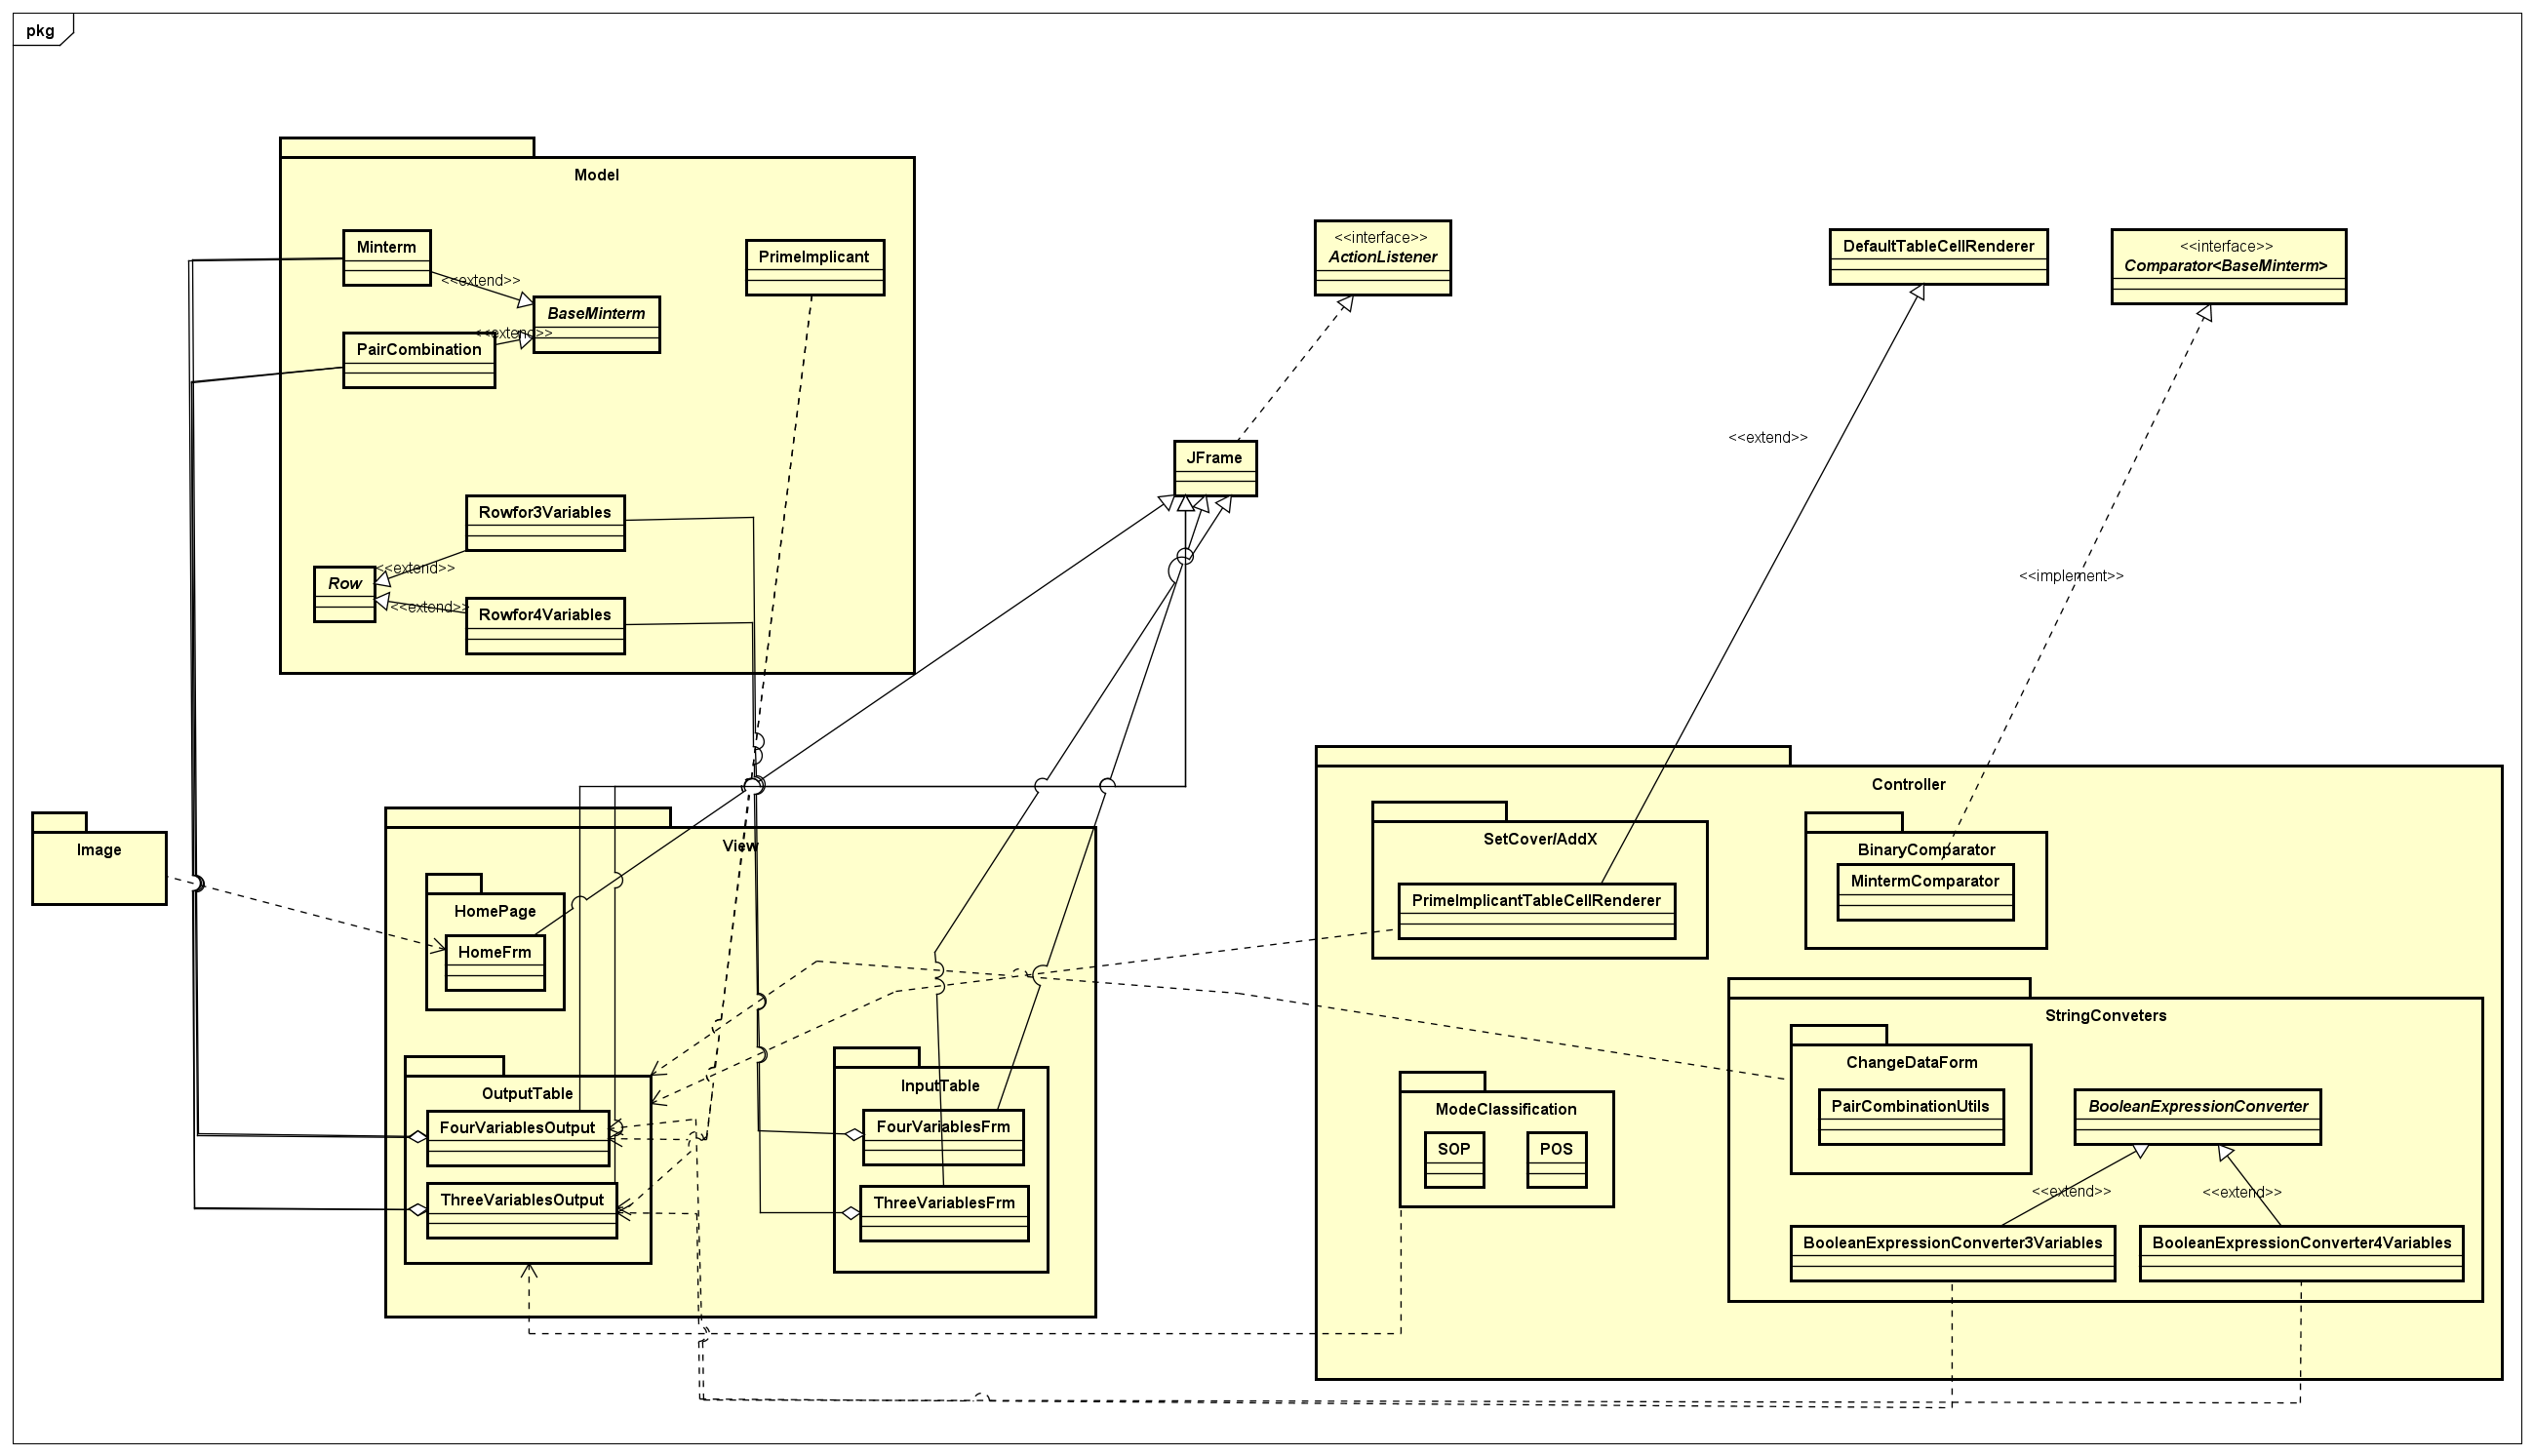 pkg
Model
Minterm
PrimeImplicant
<<extend>>
BaseMinterm
<<extend>>
PairCombination
Rowfor3Variables
<<extend>>
Row
<<extend>>
Rowfor4Variables
<<interface>>
ActionListener
DefaultTableCellRenderer
<<interface>>
Comparator<BaseMinterm>
<<extend>>
JFrame
<<implement>>
Image
View
HomePage
HomeFrm
OutputTable
FourVariablesOutput
ThreeVariablesOutput
InputTable
FourVariablesFrm
ThreeVariablesFrm
Controller
SetCover/AddX
PrimeImplicantTableCellRenderer
BinaryComparator
MintermComparator
StringConveters
ChangeDataForm
PairCombinationUtils
BooleanExpressionConverter
ModeClassification
SOP
POS
<<extend>>
<<extend>>
BooleanExpressionConverter3Variables
BooleanExpressionConverter4Variables